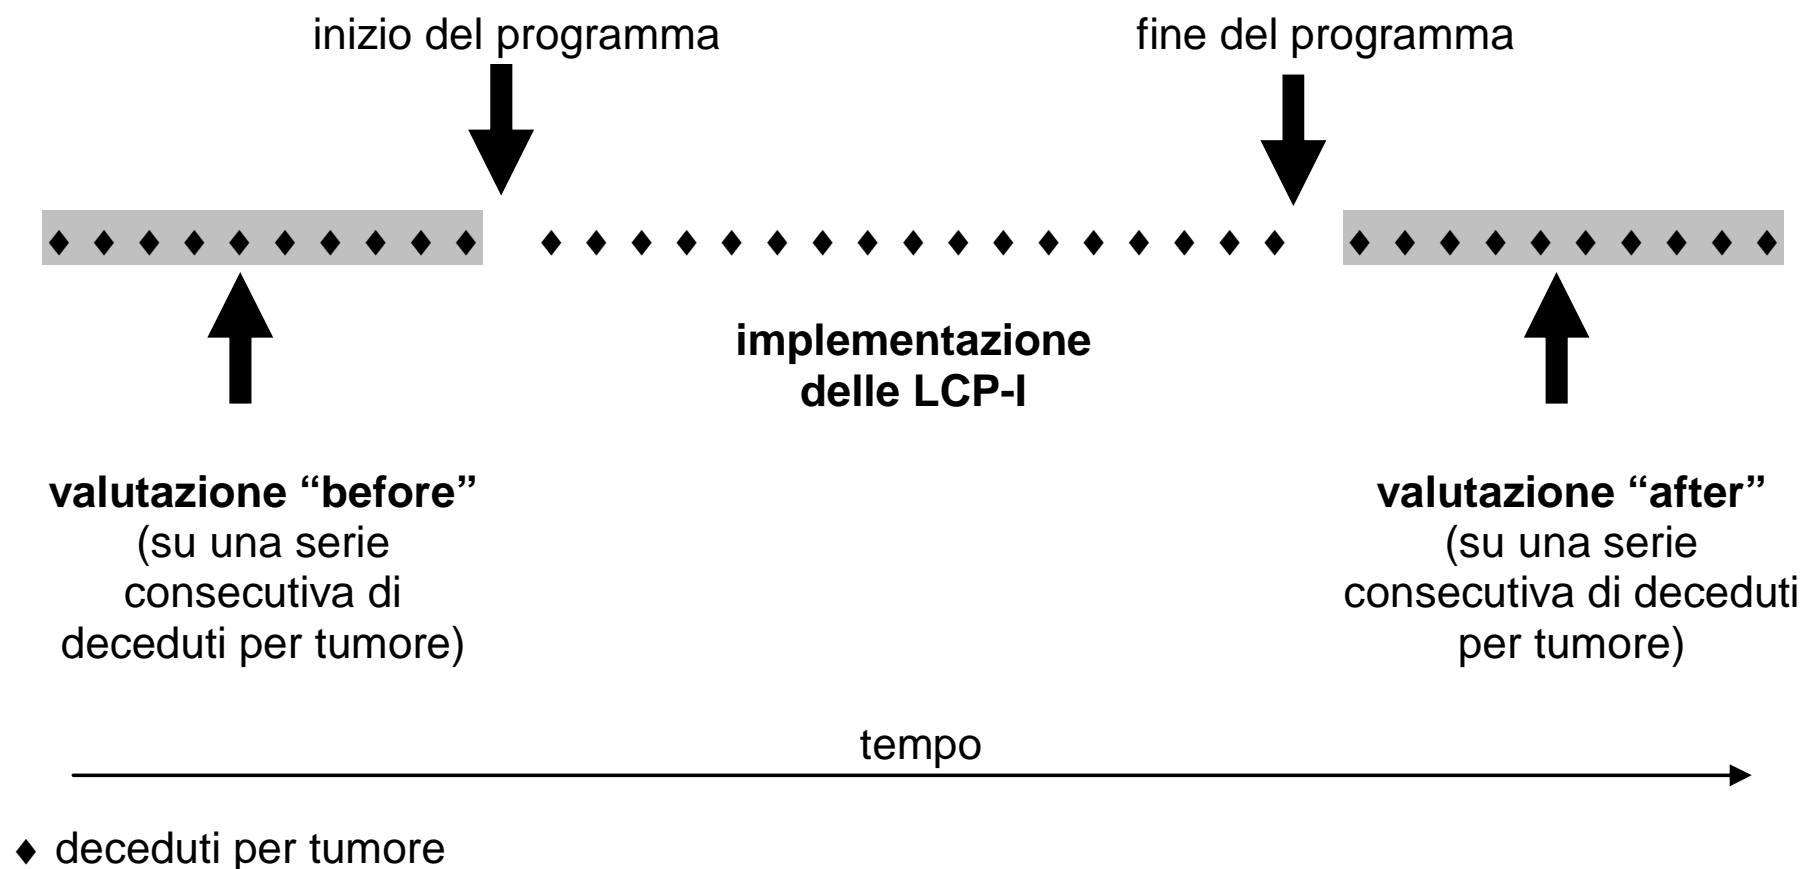 inizio del programma
fine del programma
implementazione
delle LCP-I
valutazione “before”
(su una serie
consecutiva di
deceduti per tumore)
valutazione “after”
(su una serie
consecutiva di deceduti
per tumore)
tempo
♦ deceduti per tumore